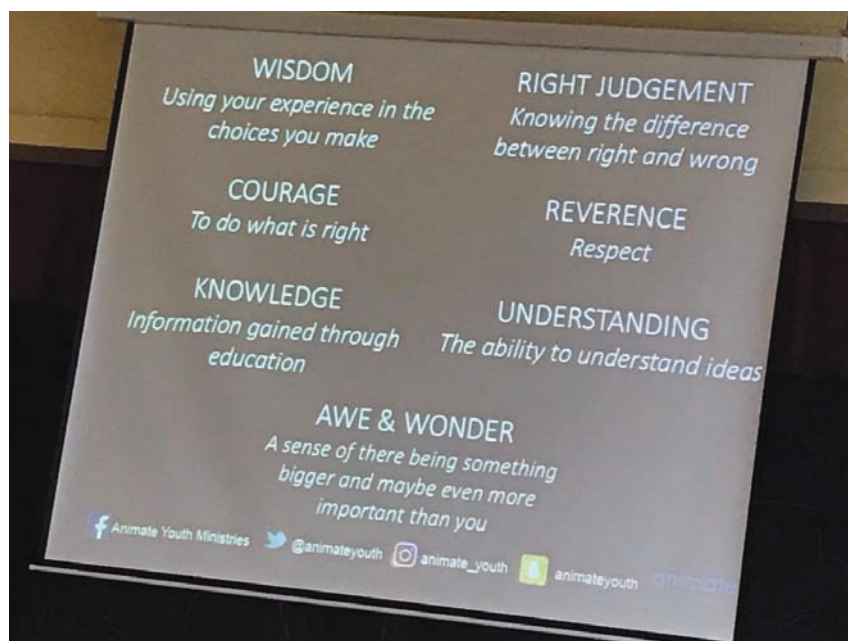 WISDOM
Using your experience in the
choices you make
RIGHT JUDGEMENT
Knowing the difference
between right and wrong
COURAGE
To do what is right
REVERENCE
Respect
KNOWLEDGE
Information gained through
education
UNDERSTANDING
The ability to understand ideas
AWE & WONDER
A sense of there being something
bigger and maybe even more
important than you
Animate Youth Ministries @animateyouth animate_youth animateyouth animate